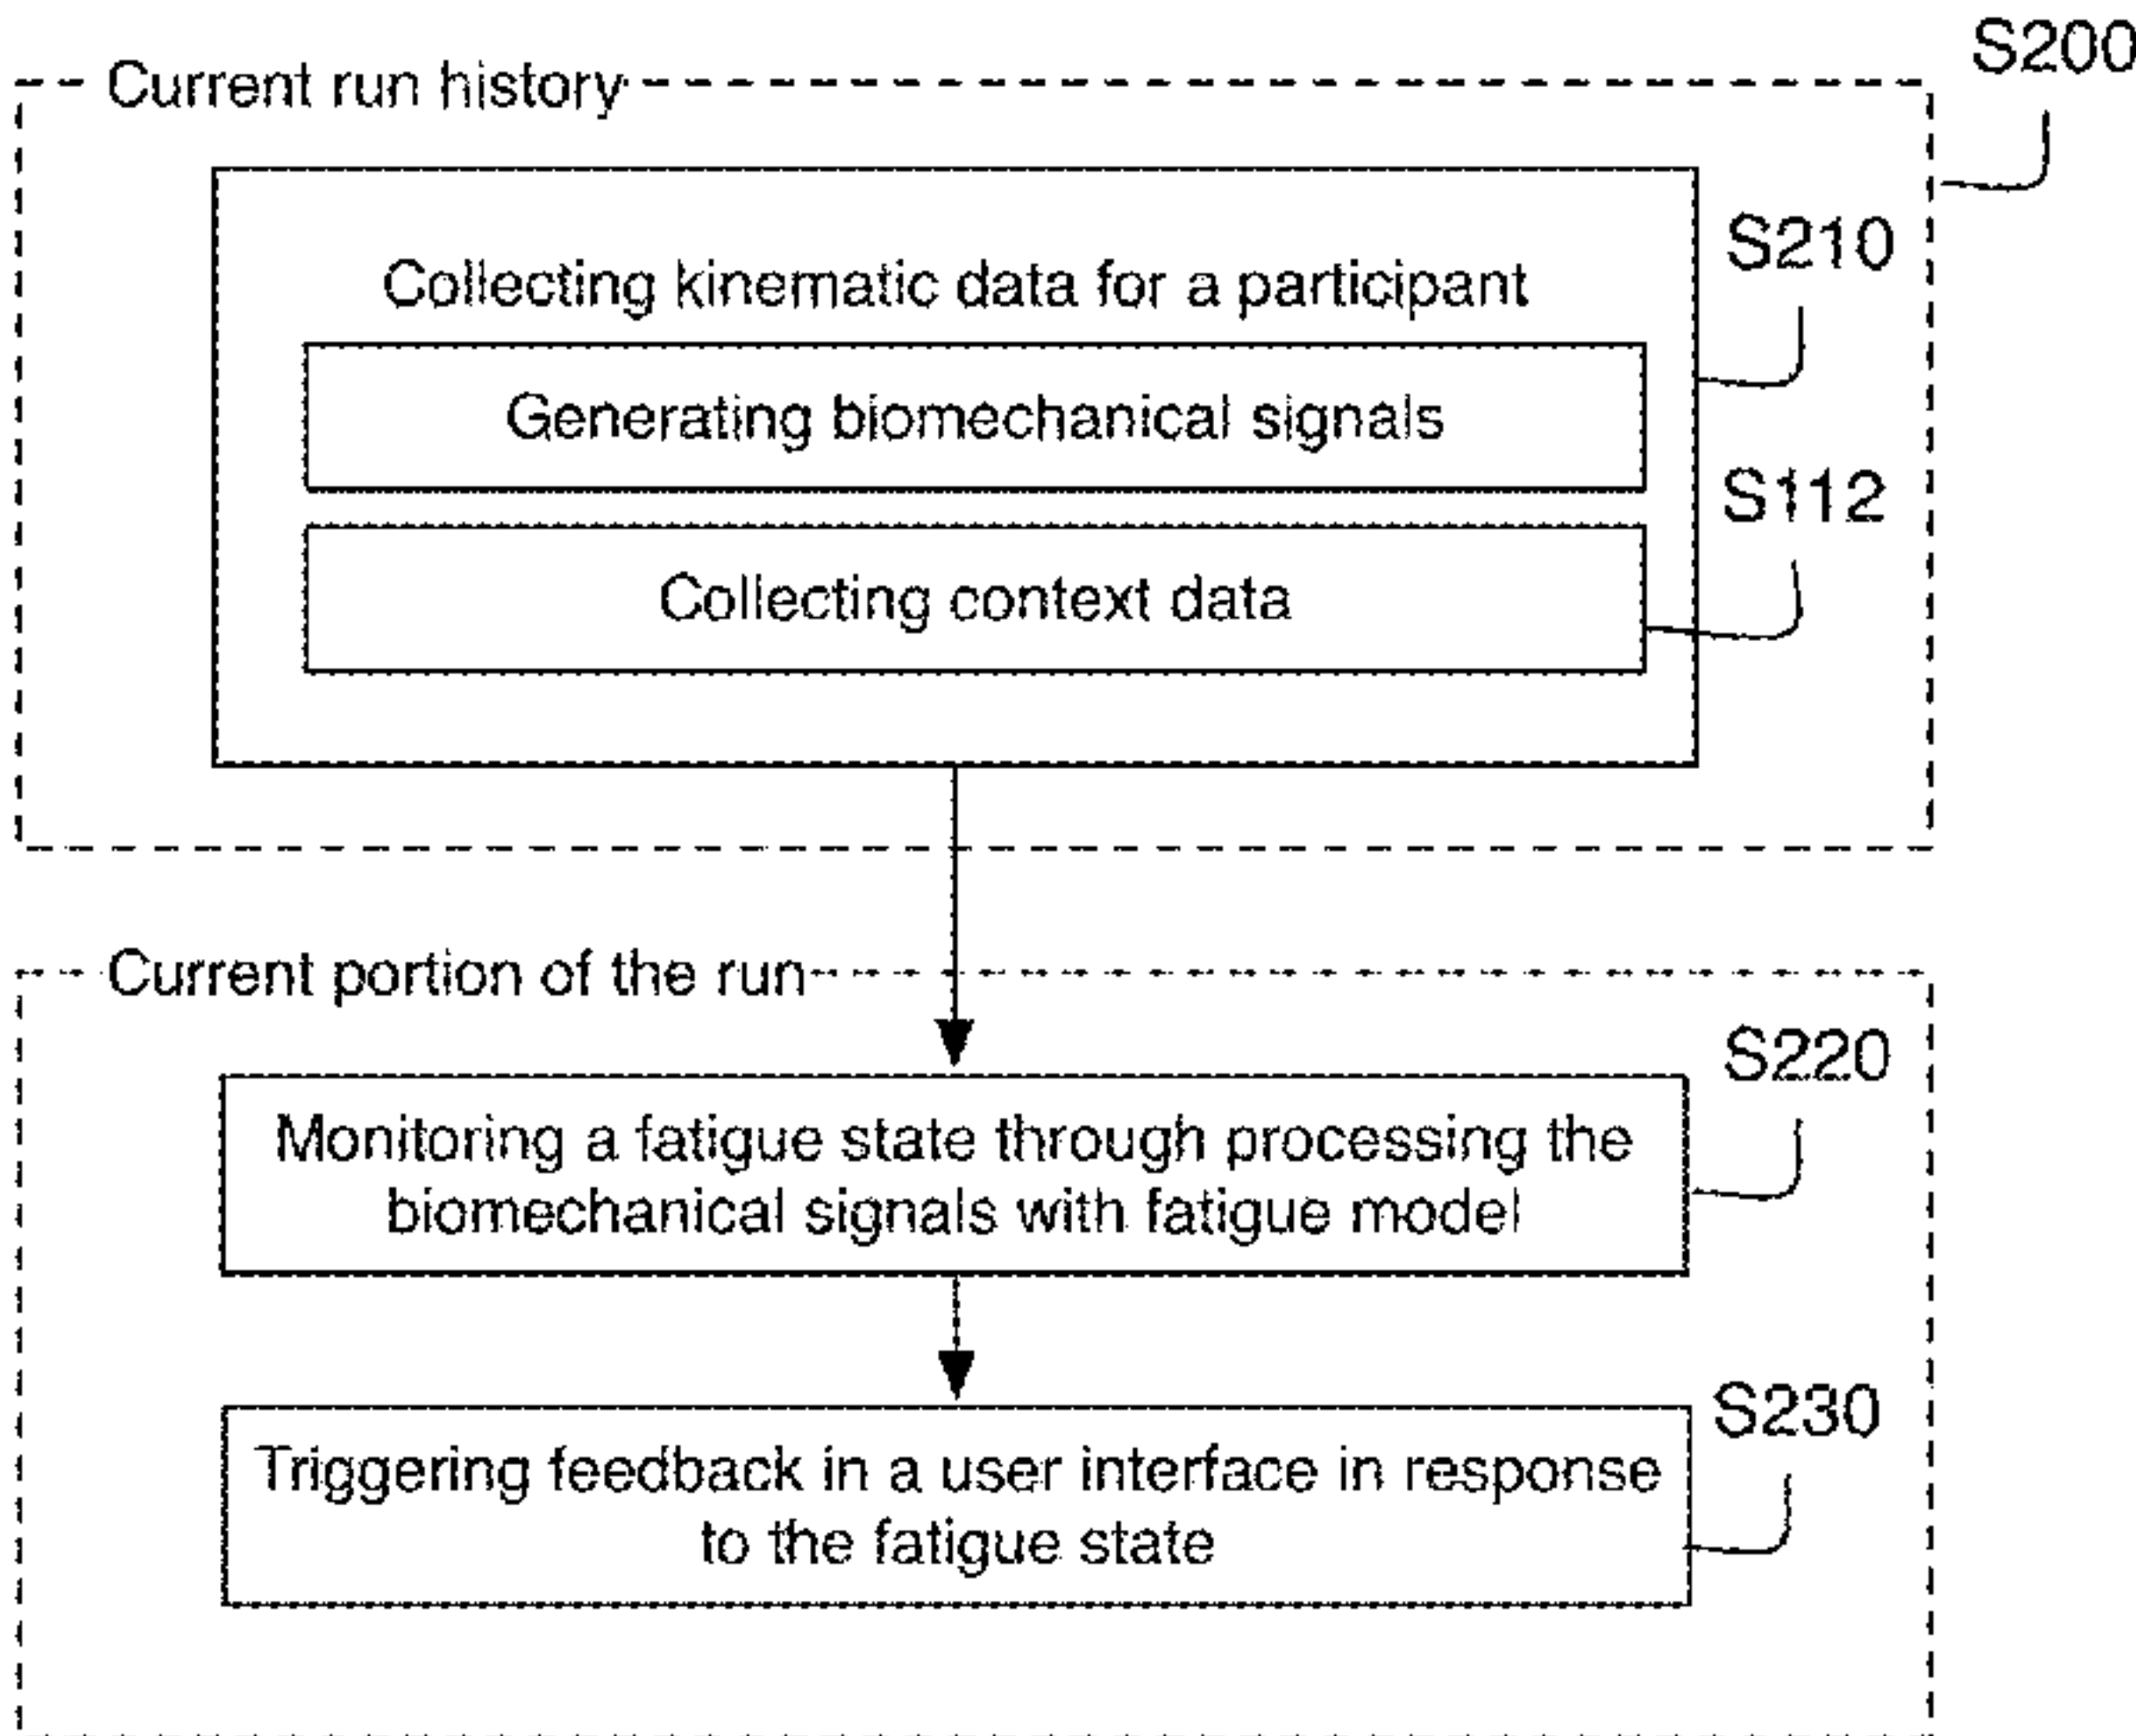 S200
Current run history
S210
Collecting kinematic data for a participant
Generating biomechanical signals
S112
Collecting context data
Current portion of the run
S220
Monitoring a fatigue state through processing the
biomechanical signals with fatigue model
S230
Triggering feedback in a user interface in response
to the fatigue state